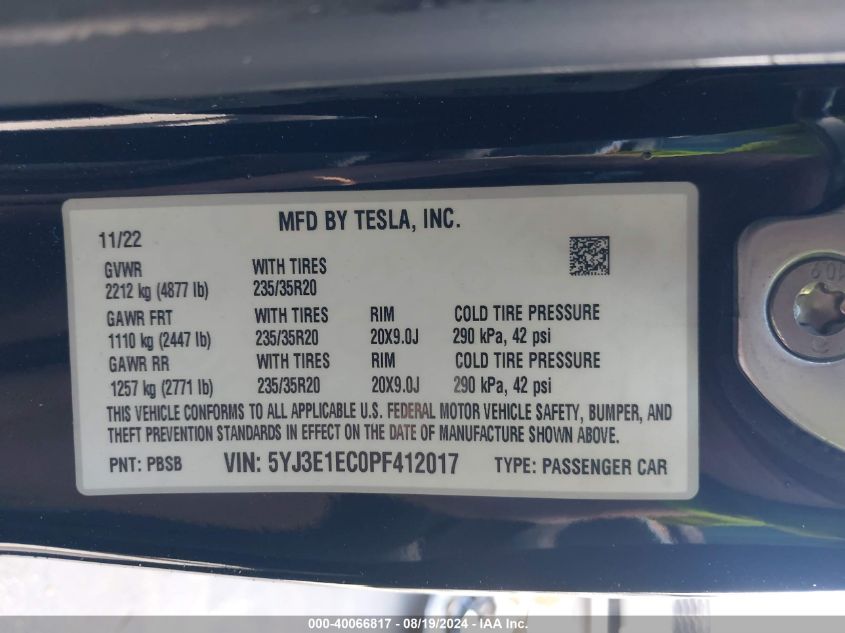 MFD BY TESLA, INC.
11/22
GVWR WITH TIRES
2212 kg (4877 lb) 235/35R20
GAWR FRT WITH TIRES RIM COLD TIRE PRESSURE
1110 kg (2447 lb) 235/35R20 20X9.0J 290 kPa, 42 psi
GAWR RR WITH TIRES RIM COLD TIRE PRESSURE
1257 kg (2771 lb) 235/35R20 20X9.0J 290 kPa, 42 psi
THIS VEHICLE CONFORMS TO ALL APPLICABLE U.S. FEDERAL MOTOR VEHICLE SAFETY, BUMPER, AND
THEFT PREVENTION STANDARDS IN EFFECT ON THE DATE OF MANUFACTURE SHOWN ABOVE.
PNT: PBSB VIN: 5YJ3E1EC0PF412017 TYPE: PASSENGER CAR
10.9
000-40066817 - 08/19/2024 - IAA Inc.